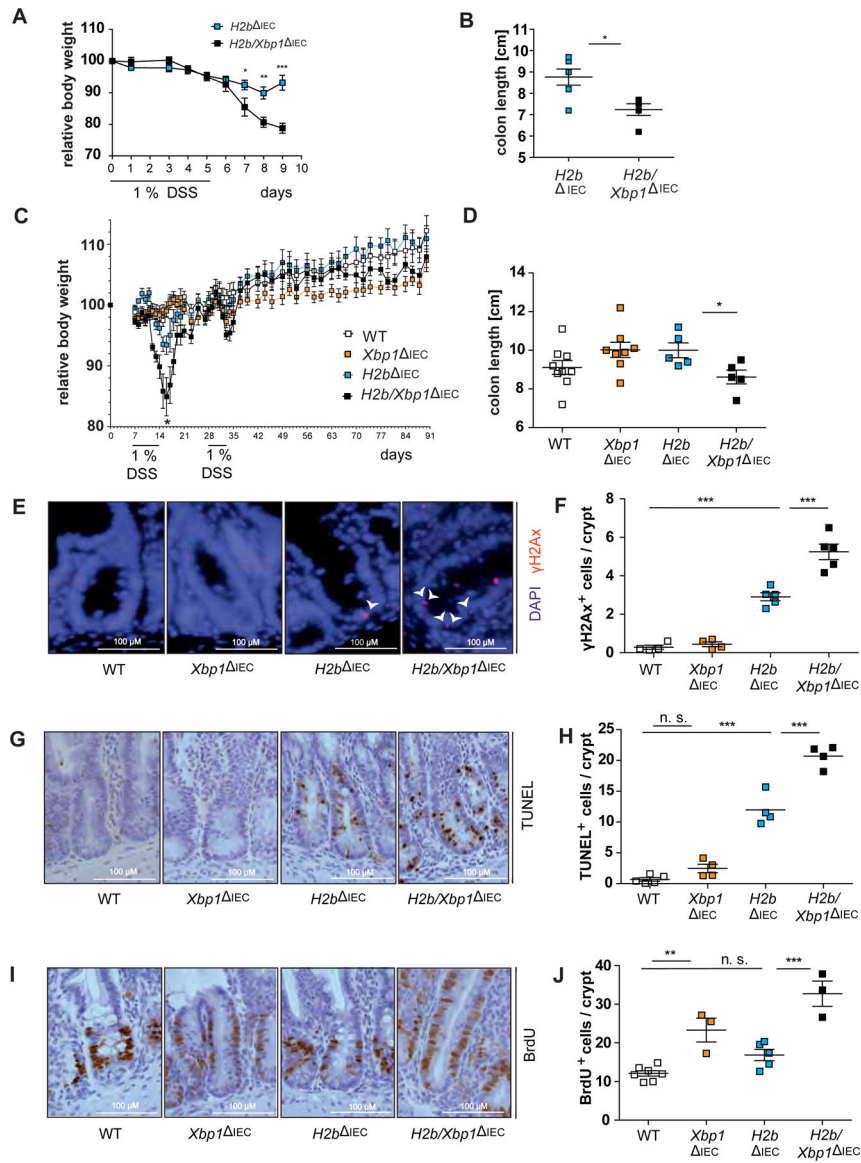 A
relative body weight
110
100
90
80
70
H2bΔIEC
H2b/Xbp1ΔIEC
* ** ***
0 1 2 3 4 5 6 7 8 9 10
1 % DSS days
B
colon length [cm]
11
10
9
8
7
6
5
*
H2b H2b/
ΔIEC Xbp1ΔIEC
C
relative body weight
110
100
90
80
WT
Xbp1ΔIEC
H2bΔIEC
H2b/Xbp1ΔIEC
*
0 7 14 21 28 35 42 49 56 63 70 77 84 91
1 % 1 % days
DSS DSS
D
colon length [cm]
14
12
10
8
6
*
WT Xbp1 H2b H2b/
ΔIEC ΔIEC Xbp1ΔIEC
E
100 µM 100 µM 100 µM 100 µM
WT Xbp1ΔIEC H2bΔIEC H2b/Xbp1ΔIEC
DAPI γH2Ax
F
γH2Ax+ cells / crypt
8
6
4
2
0
*** ***
WT Xbp1 H2b H2b/
ΔIEC ΔIEC Xbp1ΔIEC
G
100 µM 100 µM 100 µM 100 µM
WT Xbp1ΔIEC H2bΔIEC H2b/Xbp1ΔIEC
TUNEL
H
TUNEL+ cells / crypt
25
20
15
10
5
0
n. s. *** ***
WT Xbp1 H2b H2b/
ΔIEC ΔIEC Xbp1ΔIEC
I
100 µM 100 µM 100 µM 100 µM
WT Xbp1ΔIEC H2bΔIEC H2b/Xbp1ΔIEC
BrdU
J
BrdU + cells / crypt
40
30
20
10
0
** n. s. ***
WT Xbp1 H2b H2b/
ΔIEC ΔIEC Xbp1ΔIEC